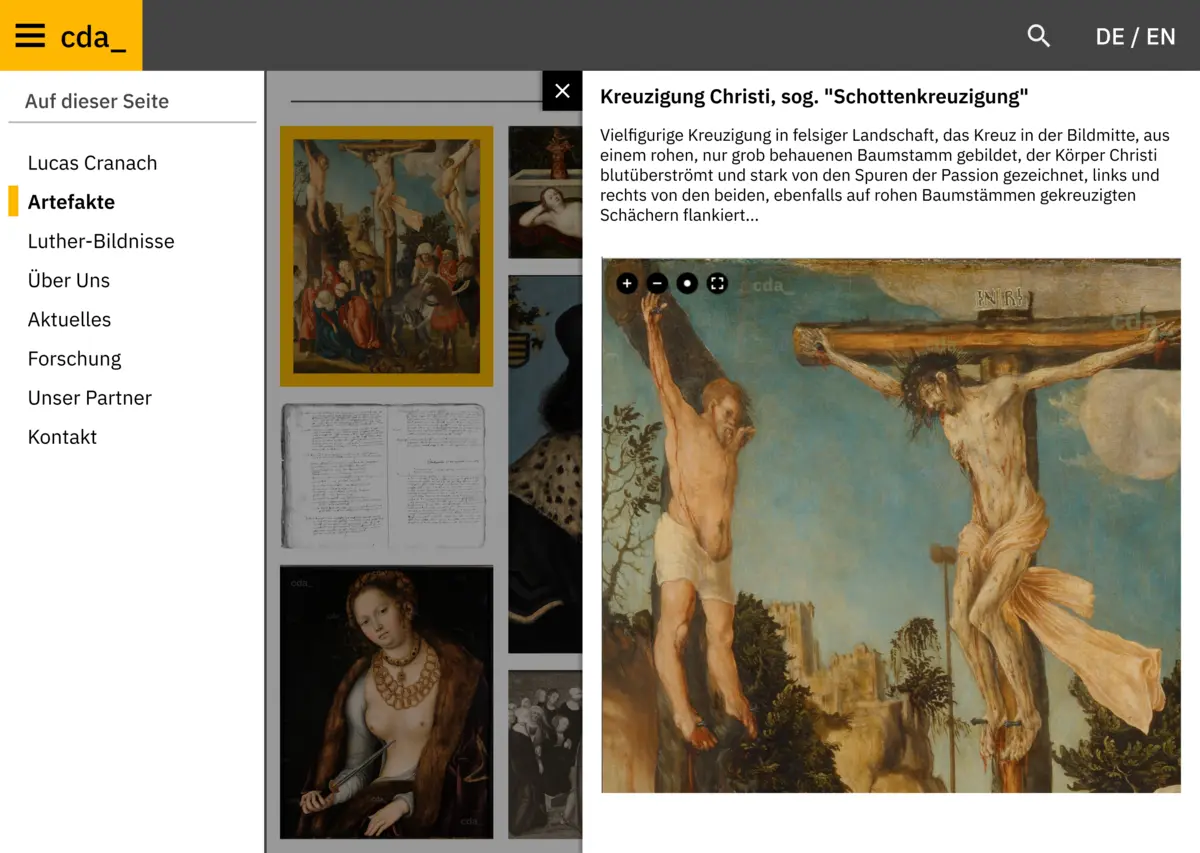 cda_
DE / EN
Auf dieser Seite
Lucas Cranach
Artefakte
Luther-Bildnisse
Über Uns
Aktuelles
Forschung
Unser Partner
Kontakt
Kreuzigung Christi, sog. "Schottenkreuzigung"
Vielfigurige Kreuzigung in felsiger Landschaft, das Kreuz in der Bildmitte, aus
einem rohen, nur grob behauenen Baumstamm gebildet, der Körper Christi
blutüberströmt und stark von den Spuren der Passion gezeichnet, links und
rechts von den beiden, ebenfalls auf rohen Baumstämmen gekreuzigten
Schächern flankiert...
cda_
INRI
cda_
cda_
cda_
cda_